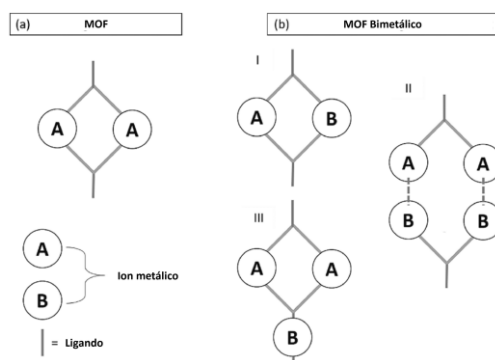 (a) MOF
A A
A
B
Ion metálico
= Ligando
(b) MOF Bimetálico
I
A B
II
A A
B B
III
A A
B